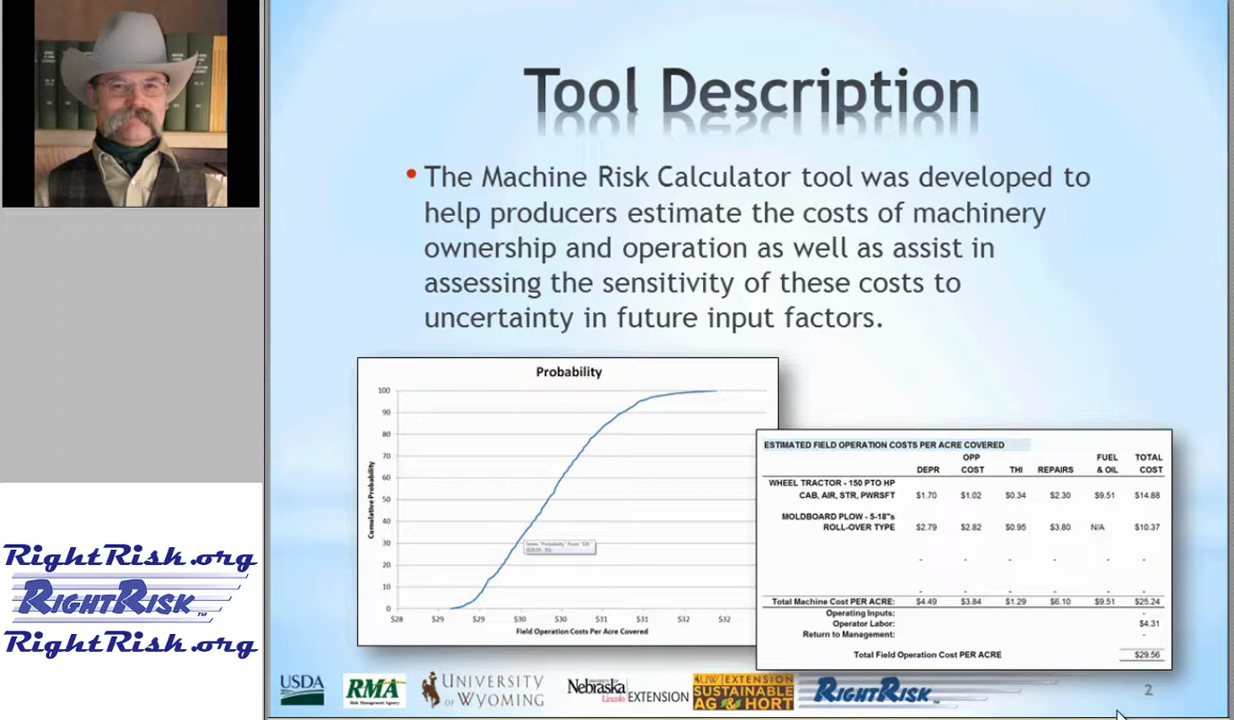 Tool Description
• The Machine Risk Calculator tool was developed to
help producers estimate the costs of machinery
ownership and operation as well as assist in
assessing the sensitivity of these costs to
uncertainty in future input factors.
Probability
100
90
80
70
60
50
40
30
20
10
0
Cumulative Probability
$28 $29 $29 $30 $30 $31 $31 $32 $32
Field Operation Costs Per Acre Covered
ESTIMATED FIELD OPERATION COSTS PER ACRE COVERED
OPP FUEL TOTAL
DEPR COST THI REPAIRS & OIL COST
WHEEL TRACTOR - 150 PTO HP
CAB, AIR, STR, PWRSFT $1.70 $1.02 $0.34 $2.30 $9.51 $14.88
MOLDBOARD PLOW - 5-18"s
ROLL-OVER TYPE $2.79 $2.82 $0.95 $3.80 N/A $10.37
- - - - - -
- - - - - -
Total Machine Cost PER ACRE: $4.49 $3.84 $1.29 $6.10 $9.51 $25.24
Operating Inputs: -
Operator Labor: $4.31
Return to Management: -
Total Field Operation Cost PER ACRE $29.56
RightRisk.org
RIGHTRISK™
RightRisk.org
USDA
RMA
Risk Management Agency
UNIVERSITY
OF WYOMING
Nebraska
Lincoln
EXTENSION
UW EXTENSION
SUSTAINABLE
AG & HORT
RIGHTRISK
2